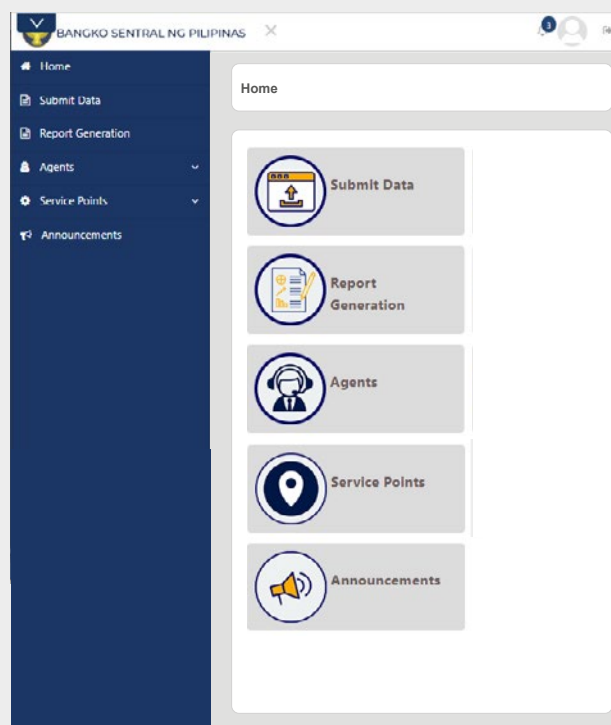 BANGKO SENTRAL NG PILIPINAS
3
Home
Submit Data
Report Generation
Agents
Service Points
Announcements
Home
Submit Data
Report
Generation
Agents
Service Points
Announcements